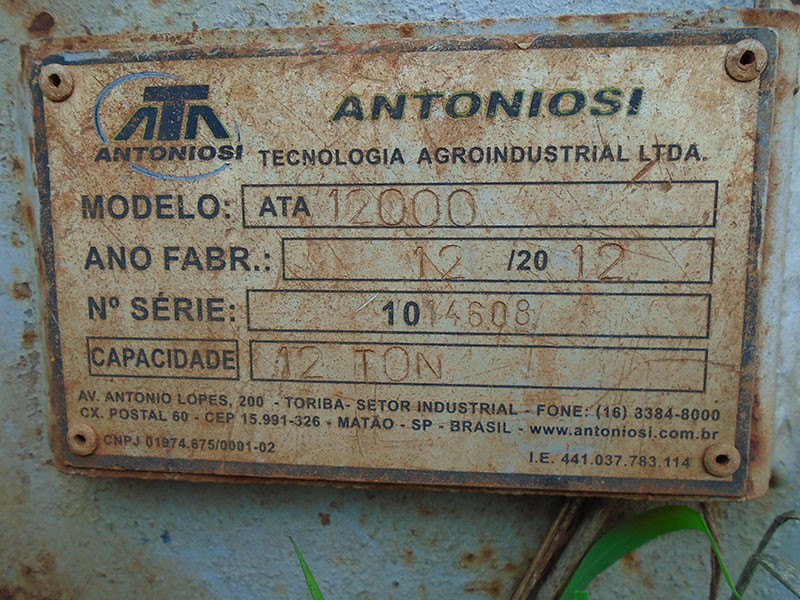 ATA
ANTONIOSI
ANTONIOSI
TECNOLOGIA AGROINDUSTRIAL LTDA.
MODELO: ATA 12000
ANO FABR.: 12 /20 12
Nº SÉRIE: 1014608
CAPACIDADE 12 TON
AV. ANTONIO LOPES, 200 - TORIBA- SETOR INDUSTRIAL - FONE: (16) 3384-8000
CX. POSTAL 60 - CEP 15.991-326 - MATÃO - SP - BRASIL - www.antoniosi.com.br
CNPJ 01974.675/0001-02
I.E. 441.037.783.114